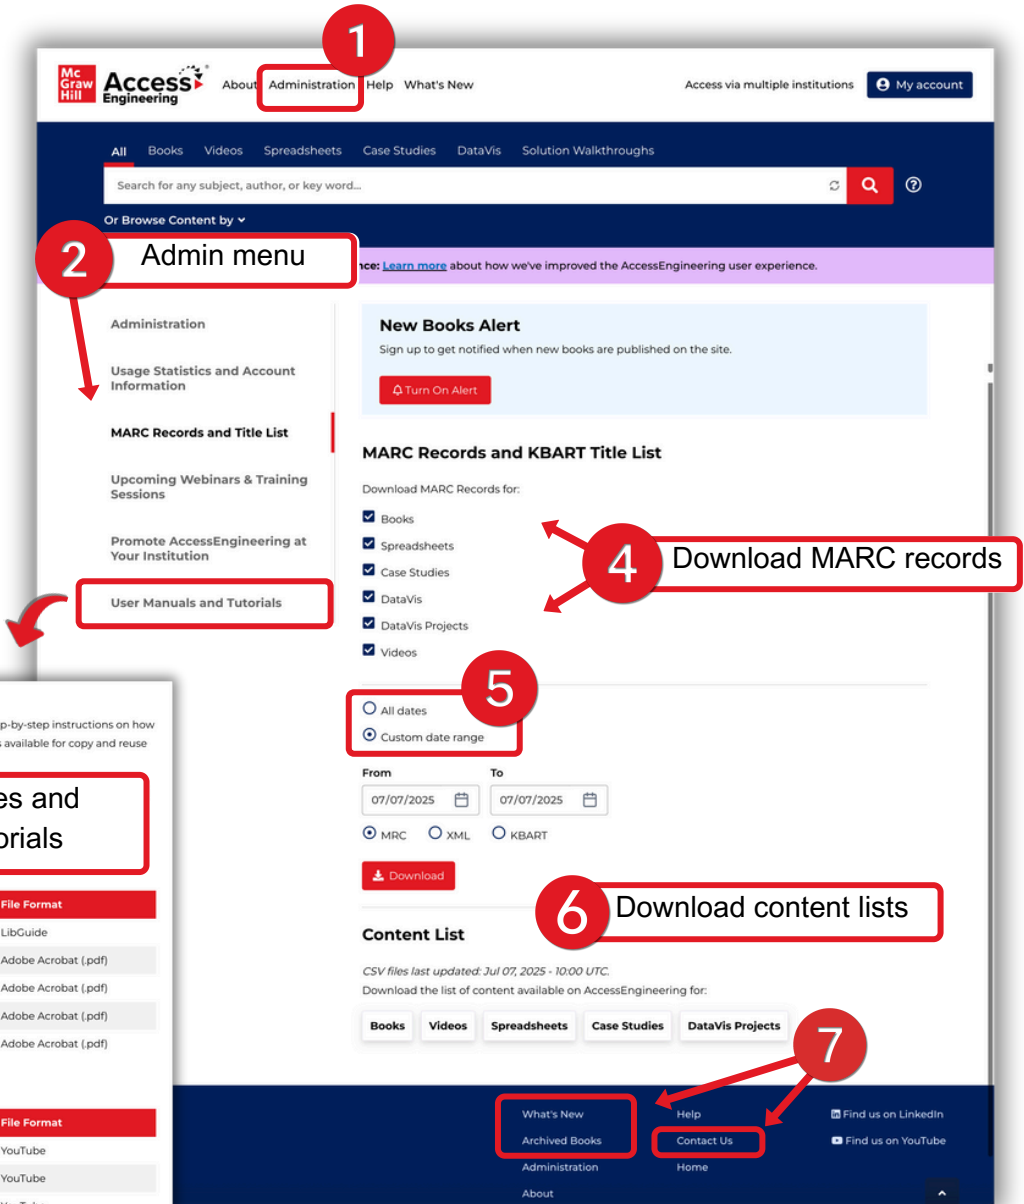 1
Mc
Graw
Hill
Access
Engineering
About Administration Help What's New
Access via multiple institutions
My account
All Books Videos Spreadsheets Case Studies DataVis Solution Walkthroughs
Search for any subject, author, or key word...
Or Browse Content by
2
Admin menu
nce: Learn more about how we've improved the AccessEngineering user experience.
Administration
Usage Statistics and Account
Information
MARC Records and Title List
Upcoming Webinars & Training
Sessions
Promote AccessEngineering at
Your Institution
User Manuals and Tutorials
New Books Alert
Sign up to get notified when new books are published on the site.
Turn On Alert
MARC Records and KBART Title List
Download MARC Records for:
Books
Spreadsheets
Case Studies
DataVis
DataVis Projects
Videos
4
Download MARC records
5
All dates
Custom date range
From To
07/07/2025 07/07/2025
MRC XML KBART
Download
6
Download content lists
Content List
CSV files last updated: Jul 07, 2025 - 10:00 UTC.
Download the list of content available on AccessEngineering for:
Books Videos Spreadsheets Case Studies DataVis Projects
7
p-by-step instructions on how
s available for copy and reuse
es and
orials
File Format
LibGuide
Adobe Acrobat (.pdf)
Adobe Acrobat (.pdf)
Adobe Acrobat (.pdf)
Adobe Acrobat (.pdf)
File Format
YouTube
YouTube
What's New
Archived Books
Administration
About
Help
Contact Us
Home
Find us on LinkedIn
Find us on YouTube